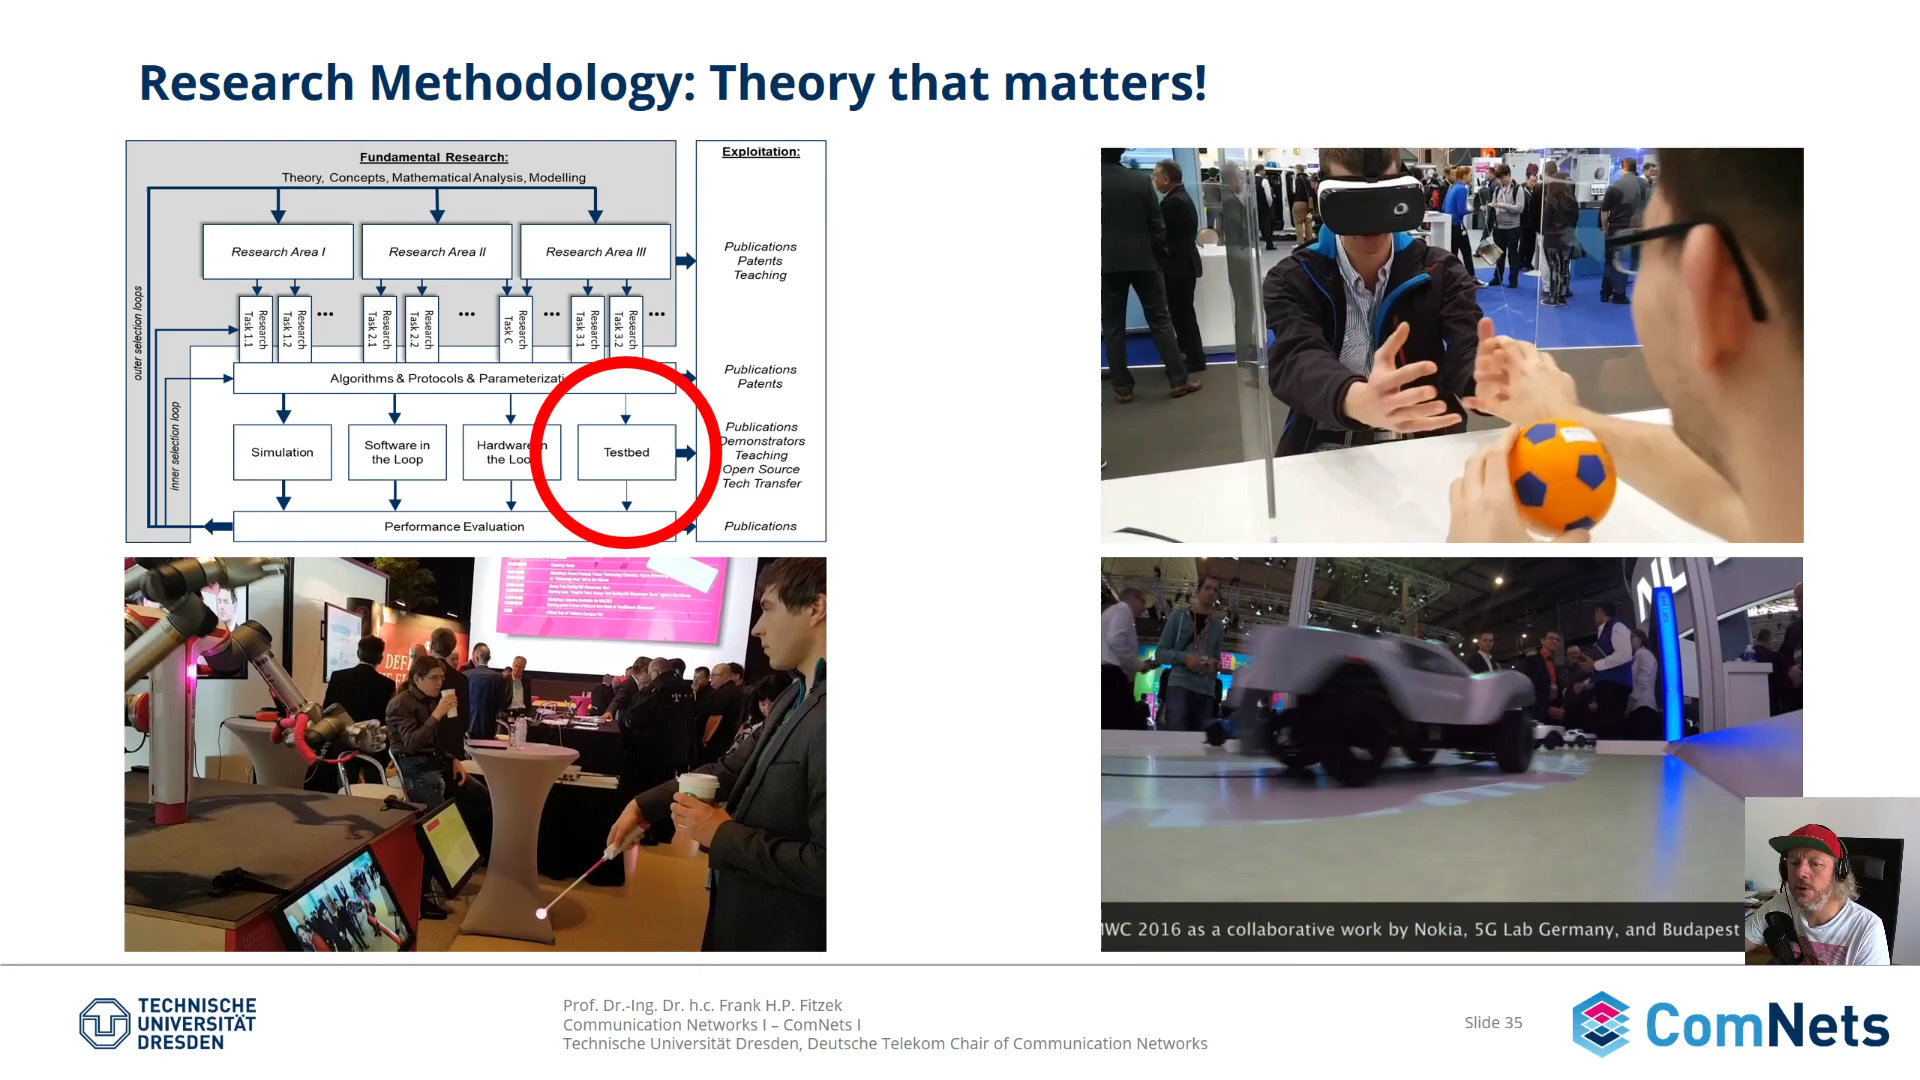 Research Methodology: Theory that matters!
Fundamental Research:
Theory, Concepts, Mathematical Analysis, Modelling
Research Area I
Research Area II
Research Area III
Research
Task 1.1
Research
Task 1.2
...
Research
Task 2.1
Research
Task 2.2
...
Research
Task C
...
Research
Task 3.1
Research
Task 3.2
...
outer selection loops
inner selection loop
Algorithms & Protocols & Parameterizati
Simulation
Software in
the Loop
Hardware
the Loo
Testbed
Performance Evaluation
Exploitation:
Publications
Patents
Teaching
Publications
Patents
Publications
Demonstrators
Teaching
Open Source
Tech Transfer
Publications
DEF
WC 2016 as a collaborative work by Nokia, 5G Lab Germany, and Budapest
TECHNISCHE
UNIVERSITÄT
DRESDEN
Prof. Dr.-Ing. Dr. h.c. Frank H.P. Fitzek
Communication Networks I – ComNets I
Technische Universität Dresden, Deutsche Telekom Chair of Communication Networks
Slide 35
ComNets